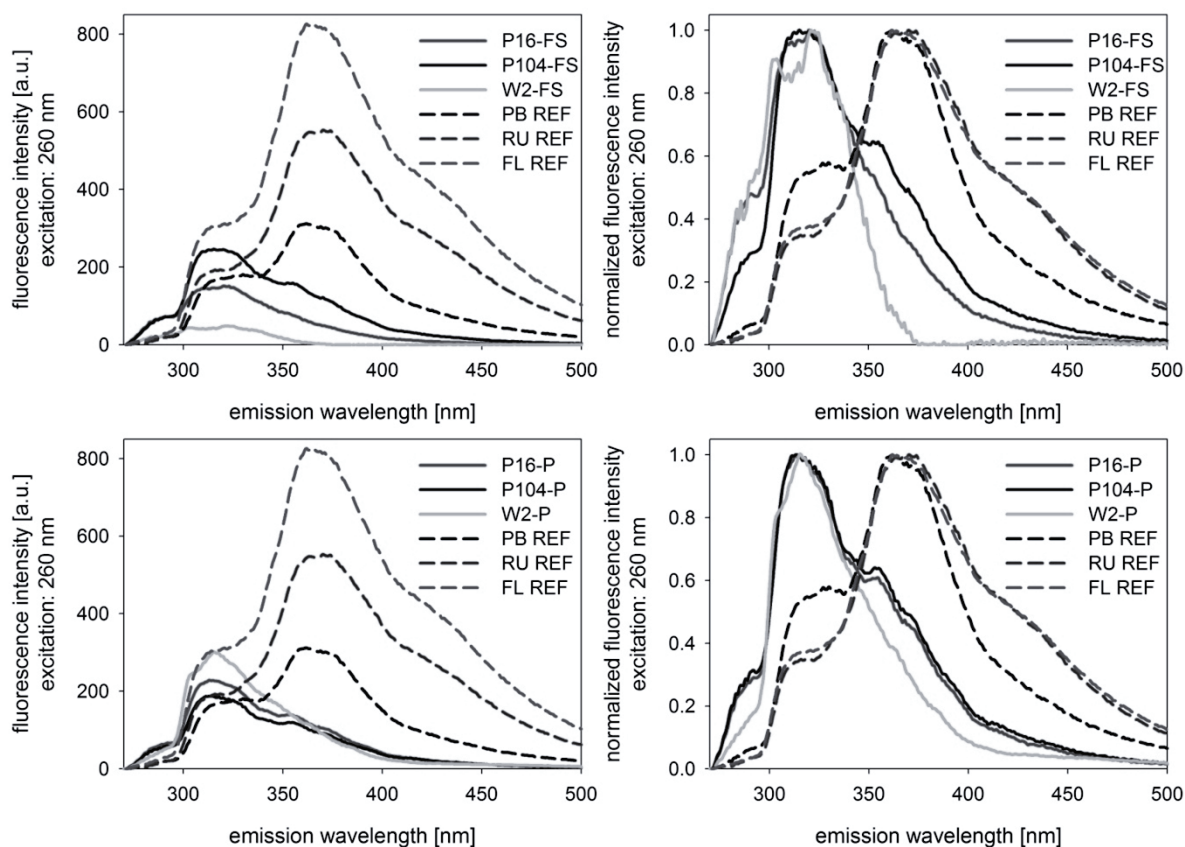 fluorescence intensity [a.u.]
excitation: 260 nm
800
600
400
200
0
300
350
400
450
500
emission wavelength [nm]
P16-FS
P104-FS
W2-FS
PB REF
RU REF
FL REF
normalized fluorescence intensity
excitation: 260 nm
1.0
0.8
0.6
0.4
0.2
0.0
300
350
400
450
500
emission wavelength [nm]
P16-FS
P104-FS
W2-FS
PB REF
RU REF
FL REF
fluorescence intensity [a.u.]
excitation: 260 nm
800
600
400
200
0
300
350
400
450
500
emission wavelength [nm]
P16-P
P104-P
W2-P
PB REF
RU REF
FL REF
normalized fluorescence intensity
excitation: 260 nm
1.0
0.8
0.6
0.4
0.2
0.0
300
350
400
450
500
emission wavelength [nm]
P16-P
P104-P
W2-P
PB REF
RU REF
FL REF